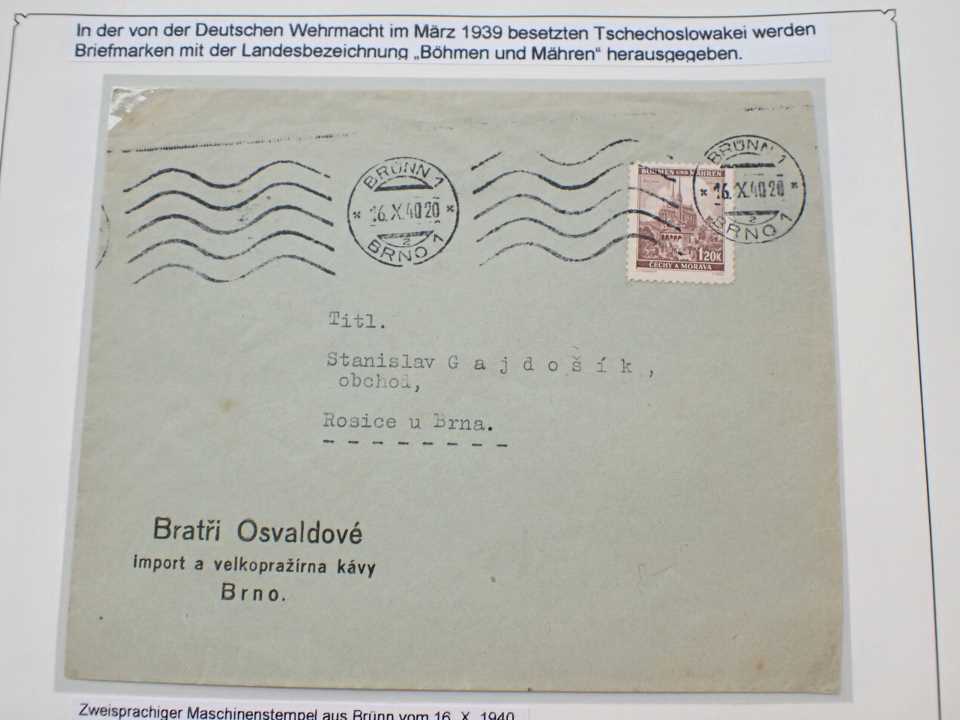 In der von der Deutschen Wehrmacht im März 1939 besetzten Tschechoslowakei werden
Briefmarken mit der Landesbezeichnung „Böhmen und Mähren“ herausgegeben.
BRÜNN 1
* 16.X.40 20 *
2
BRNO 1
BRÜNN 1
* 16.X.40 20 *
2
BRNO 1
BÖHMEN UND MÄHREN
1.20K
ČECHY A MORAVA
Titl.
Stanislav G a j d o š í k ,
obchod,
Rosice u Brna.
Bratři Osvaldové
import a velkopražírna kávy
Brno.
Zweisprachiger Maschinenstempel aus Brünn vom 16. X. 1940